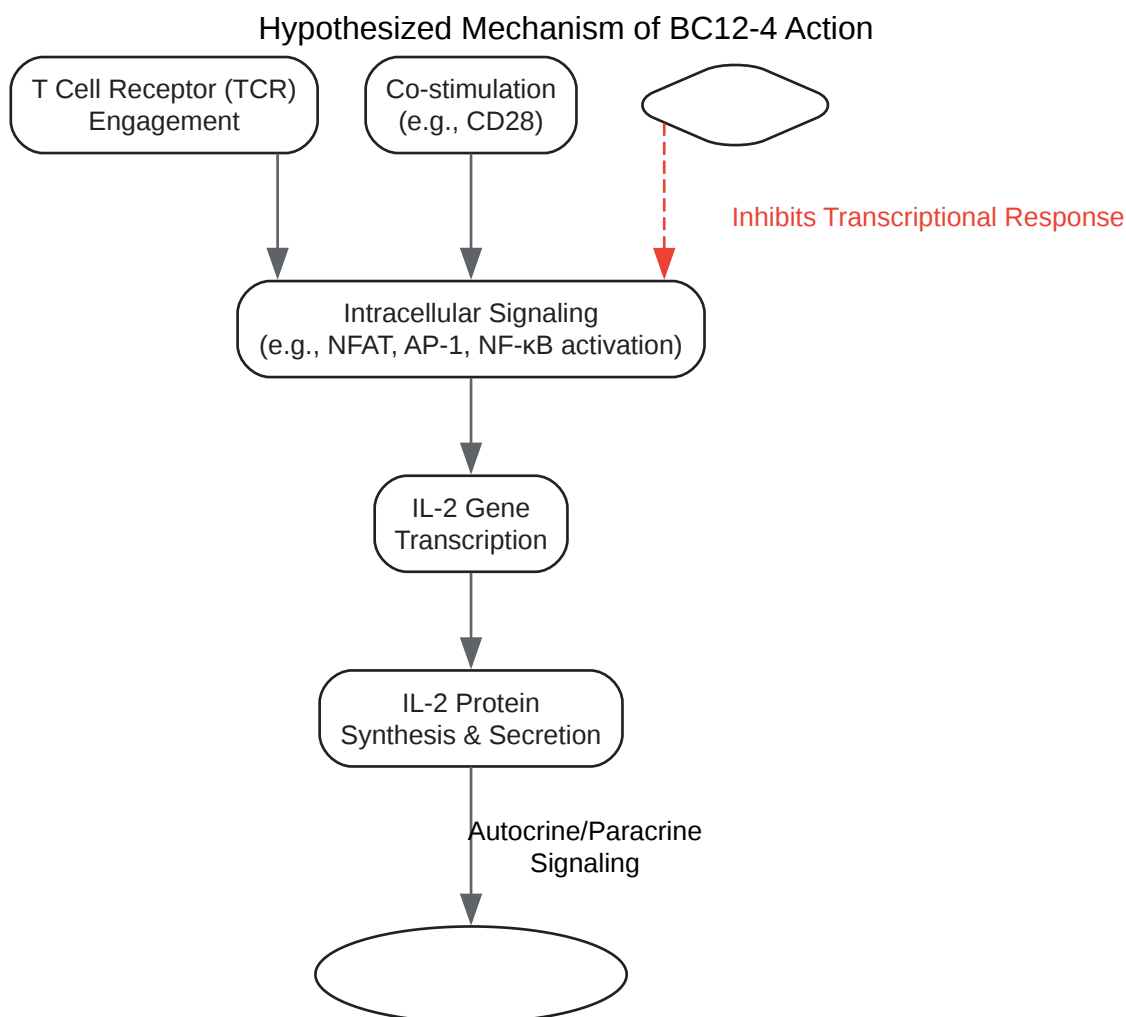 Hypothesized Mechanism of BC12-4 Action
T Cell Receptor (TCR)
Engagement
Co-stimulation
(e.g., CD28)
Inhibits Transcriptional Response
Intracellular Signaling
(e.g., NFAT, AP-1, NF-κB activation)
IL-2 Gene
Transcription
IL-2 Protein
Synthesis & Secretion
Autocrine/Paracrine
Signaling